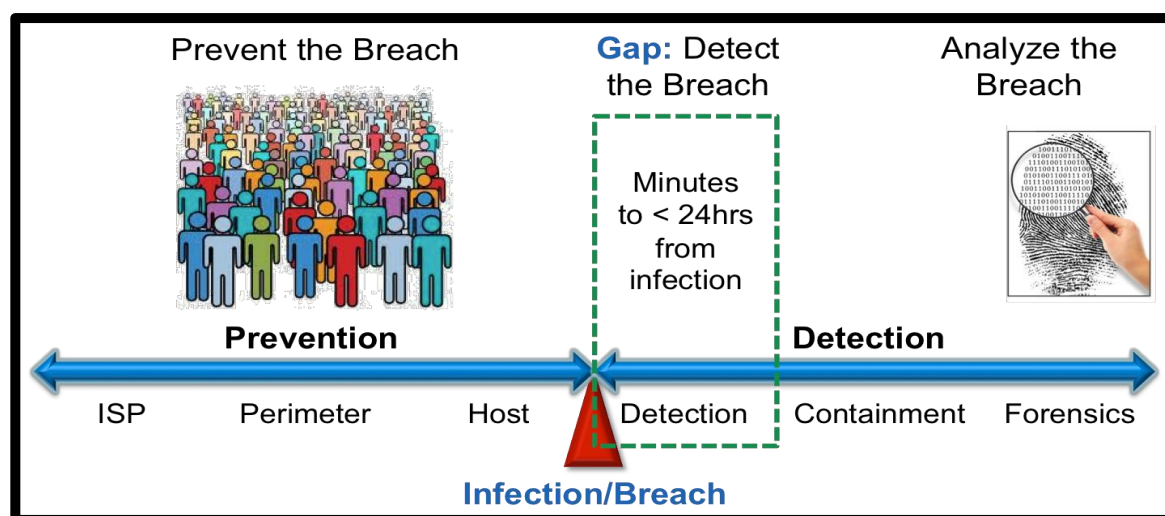 Prevent the Breach
Gap: Detect
the Breach
Analyze the
Breach
Minutes
to < 24hrs
from
infection
Prevention
Detection
ISP
Perimeter
Host
Detection
Containment
Forensics
Infection/Breach